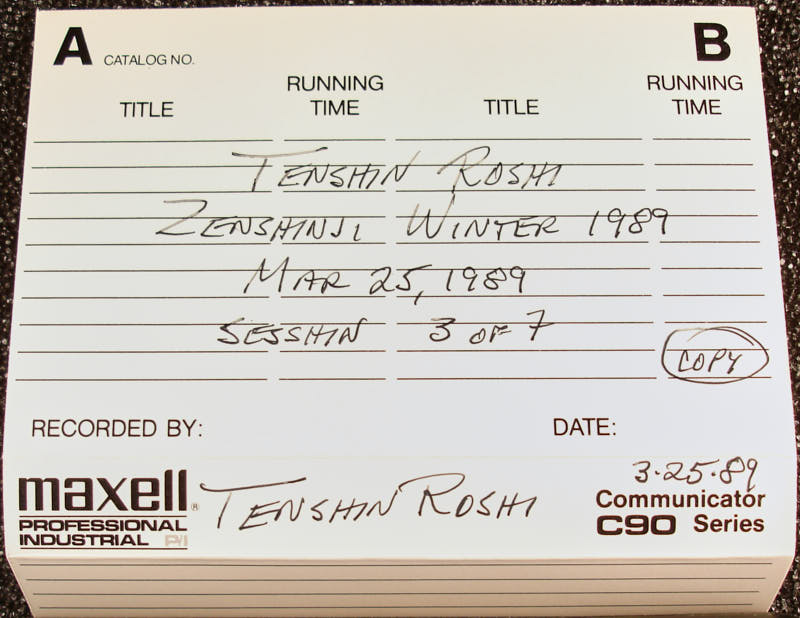 A CATALOG NO. B
TITLE RUNNING TIME TITLE RUNNING TIME
TENSHIN ROSHI
ZENSHINJI WINTER 1989
MAR 25, 1989
SESSHIN 3 OF 7
COPY
RECORDED BY: DATE:
3.25.89
maxell® TENSHIN ROSHI Communicator
PROFESSIONAL C90 Series
INDUSTRIAL P/I